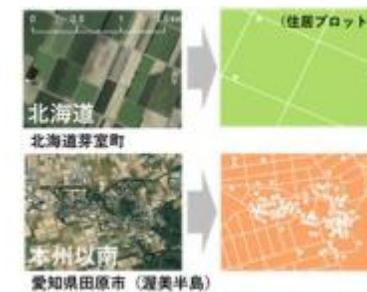 (住居プロット
北海道
北海道芽室町
本州以南
愛知県田原市（渥美半島）